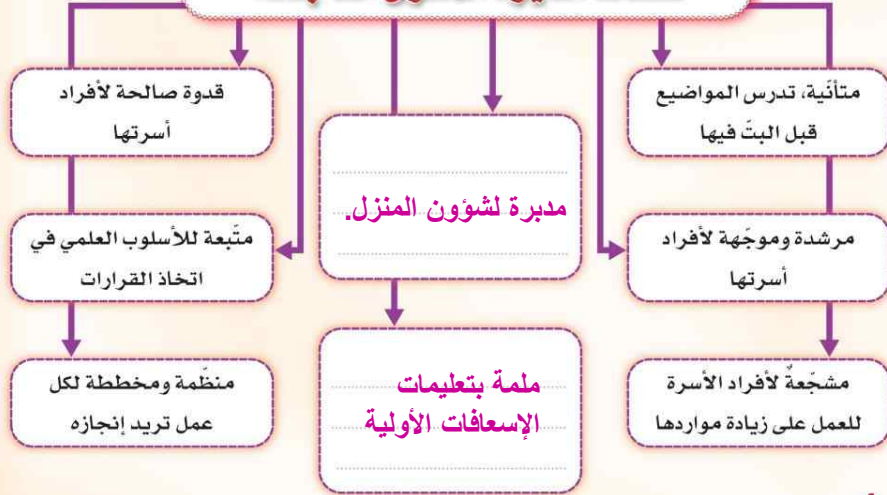 متأنّية، تدرس المواضيع
قبل البتّ فيها
قدوة صالحة لأفراد
أسرتها
مدبرة لشؤون المنزل.
مرشدة وموجّهة لأفراد
أسرتها
متّبعة للأسلوب العلمي في
اتخاذ القرارات
مشجّعةٌ لأفراد الأسرة
للعمل على زيادة مواردها
ملمة بتعليمات
الإسعافات الأولية
منظّمة ومخططة لكل
عمل تريد إنجازه